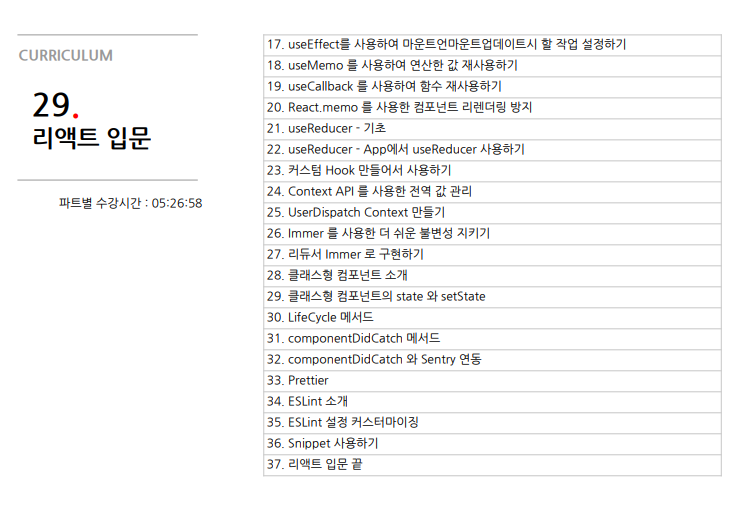 CURRICULUM
29.
리액트 입문
파트별 수강시간 : 05:26:58
17. useEffect를 사용하여 마운트언마운트업데이트시 할 작업 설정하기
18. useMemo 를 사용하여 연산한 값 재사용하기
19. useCallback 를 사용하여 함수 재사용하기
20. React.memo 를 사용한 컴포넌트 리렌더링 방지
21. useReducer - 기초
22. useReducer - App에서 useReducer 사용하기
23. 커스텀 Hook 만들어서 사용하기
24. Context API 를 사용한 전역 값 관리
25. UserDispatch Context 만들기
26. Immer 를 사용한 더 쉬운 불변성 지키기
27. 리듀서 Immer 로 구현하기
28. 클래스형 컴포넌트 소개
29. 클래스형 컴포넌트의 state 와 setState
30. LifeCycle 메서드
31. componentDidCatch 메서드
32. componentDidCatch 와 Sentry 연동
33. Prettier
34. ESLint 소개
35. ESLint 설정 커스터마이징
36. Snippet 사용하기
37. 리액트 입문 끝